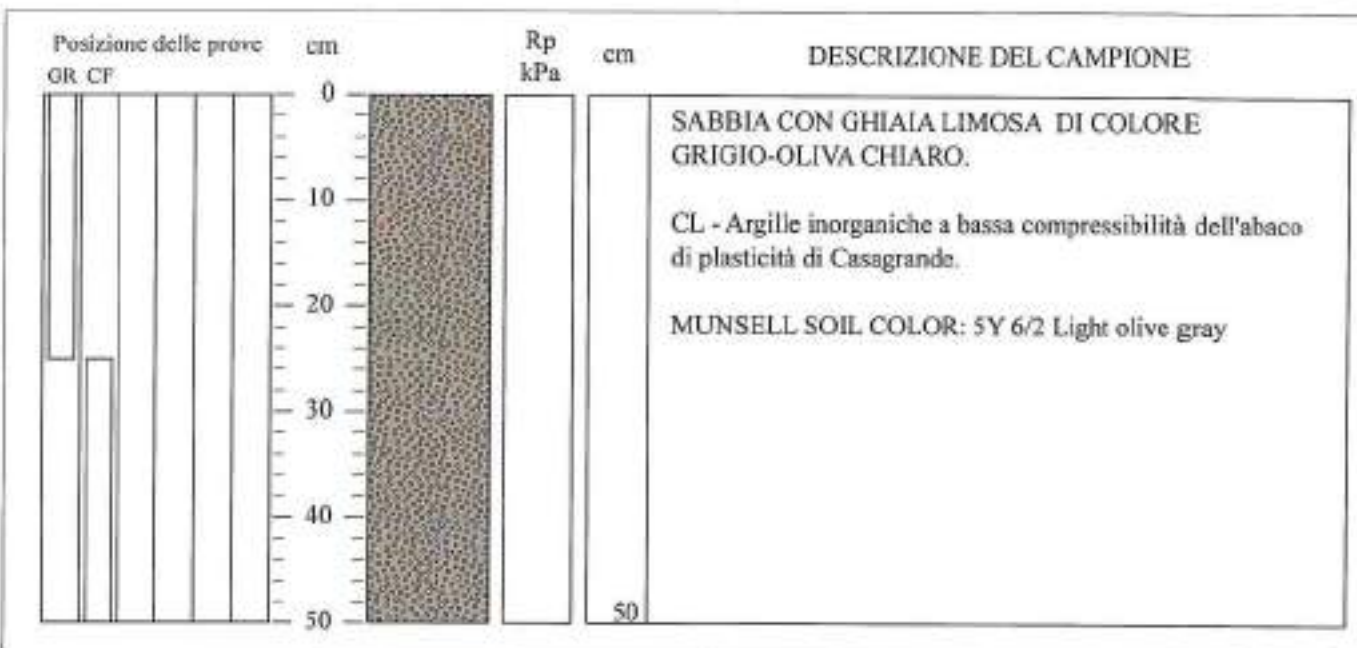 Posizione delle prove cm Rp cm DESCRIZIONE DEL CAMPIONE
GR CF kPa
0
SABBIA CON GHIAIA LIMOSA DI COLORE
GRIGIO-OLIVA CHIARO.
10
CL - Argille inorganiche a bassa compressibilità dell'abaco
di plasticità di Casagrande.
20
MUNSELL SOIL COLOR: 5Y 6/2 Light olive gray
30
40
50 50